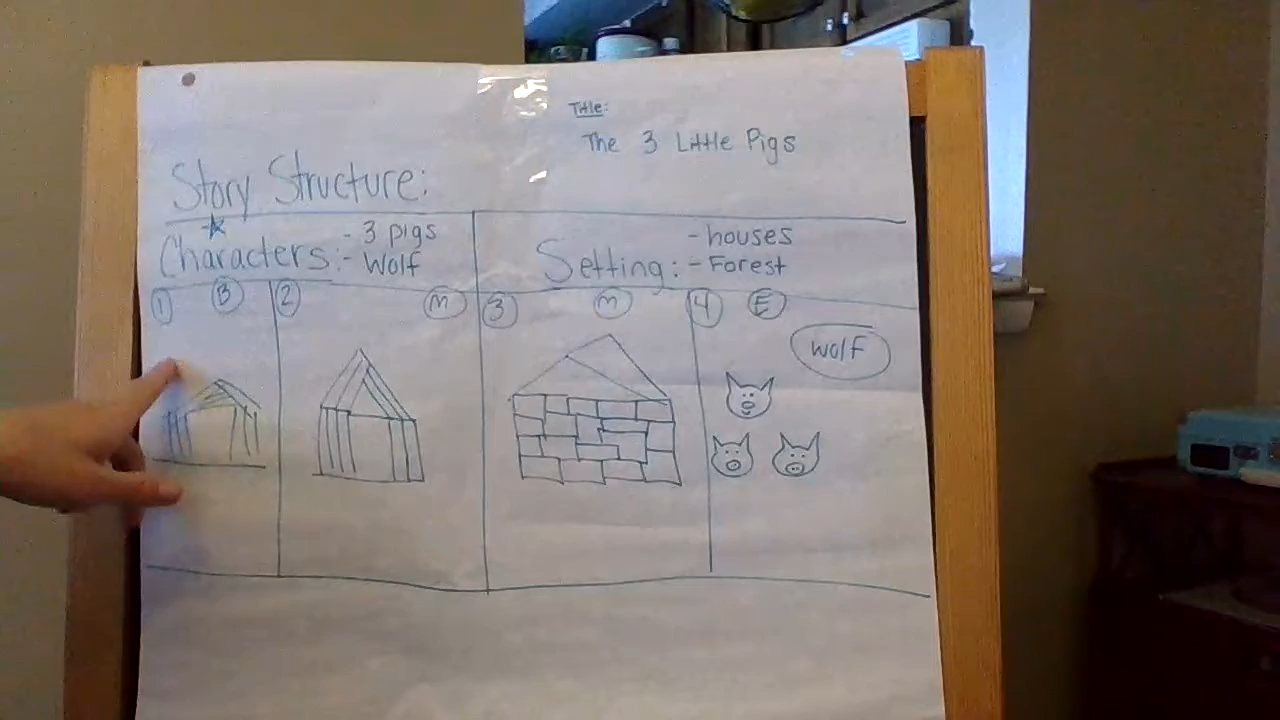 Title:
The 3 Little Pigs
Story Structure:
Characters: - 3 pigs
- Wolf
Setting: - houses
- Forest
1 B 2 M 3 m 4 E
wolf